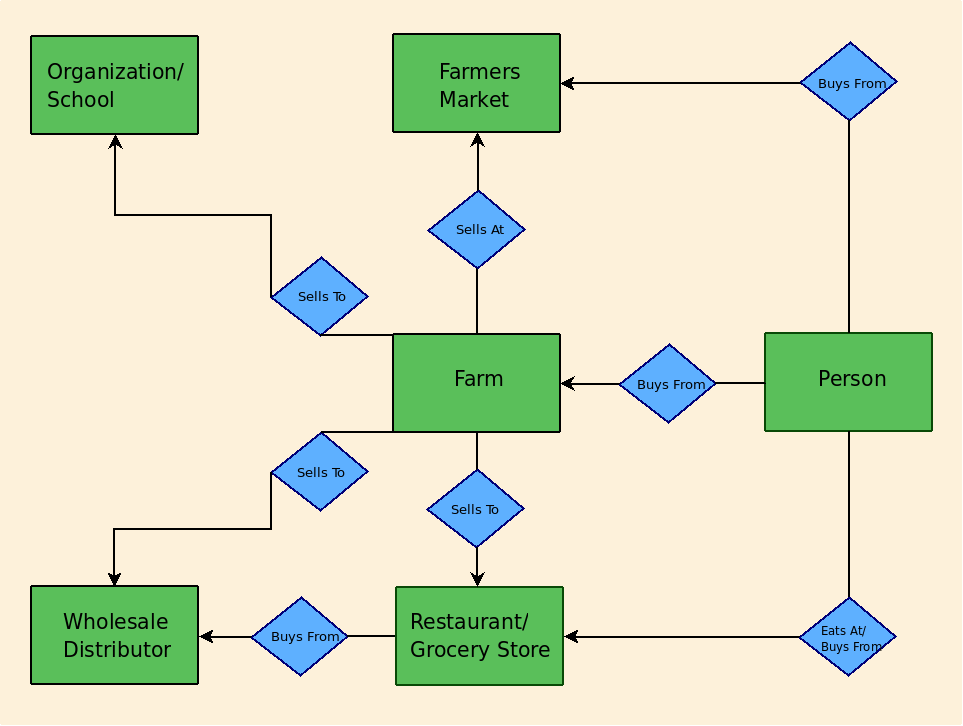 Organization/
School
Farmers
Market
Buys From
Sells At
Sells To
Farm
Buys From
Person
Sells To
Sells To
Wholesale
Distributor
Buys From
Restaurant/
Grocery Store
Eats At/
Buys From